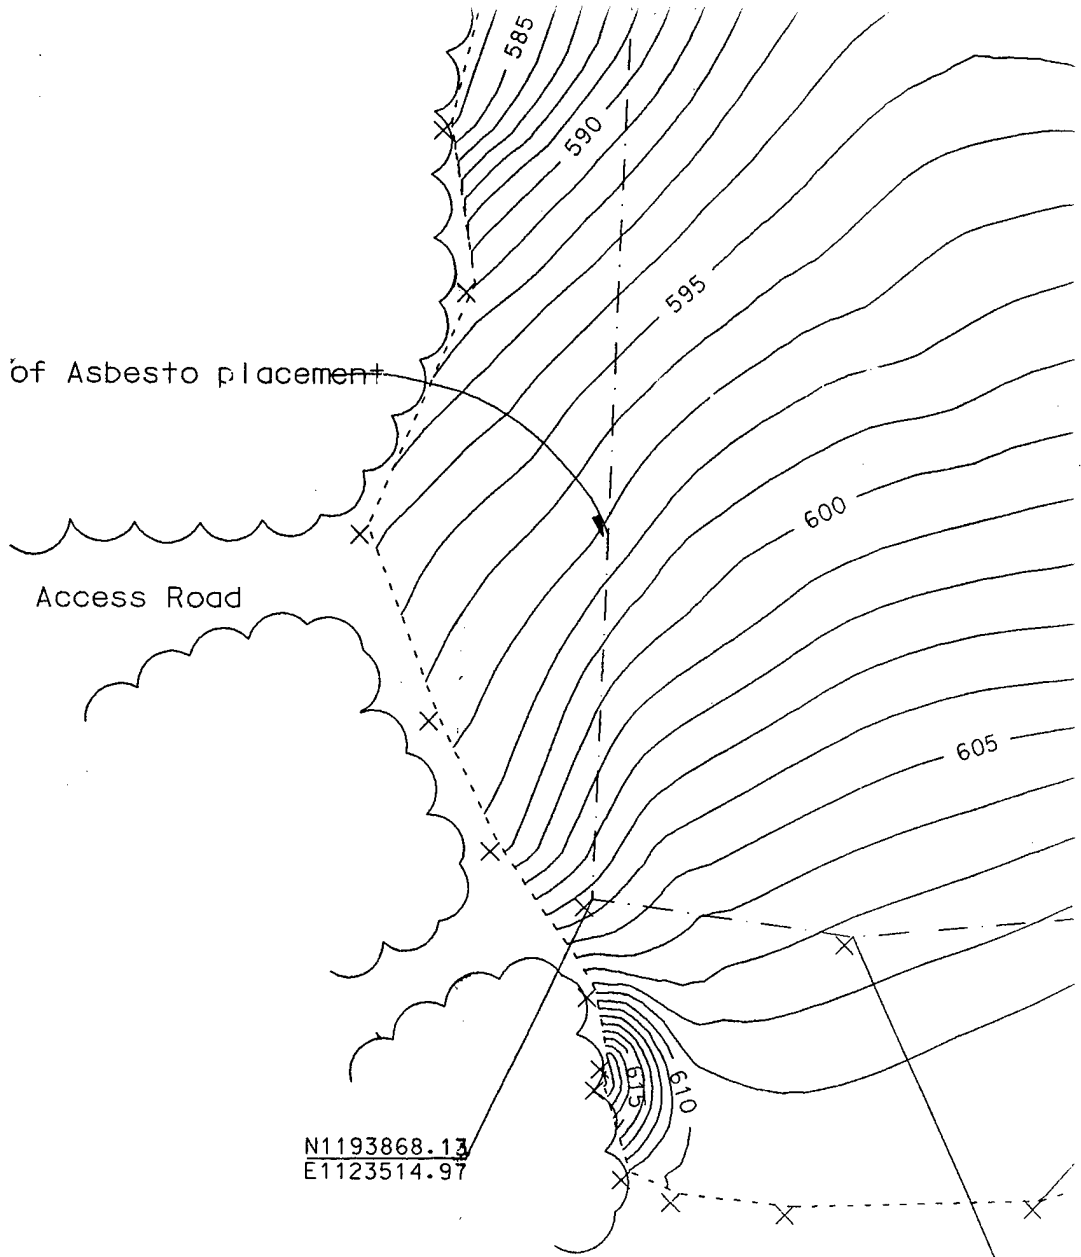 585
590
595
of Asbesto placement
600
Access Road
605
615
610
N1193868.13
E1123514.97